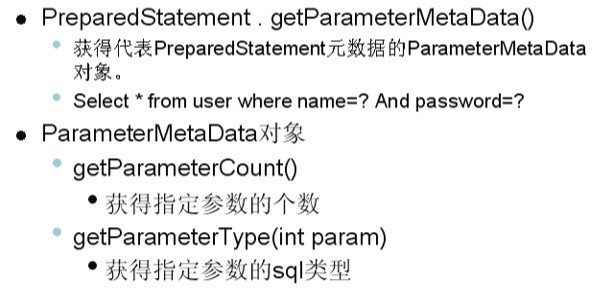 PreparedStatement . getParameterMetaData()
获得代表PreparedStatement元数据的ParameterMetaData
对象。
Select * from user where name=? And password=?
ParameterMetaData对象
getParameterCount()
获得指定参数的个数
getParameterType(int param)
获得指定参数的sql类型